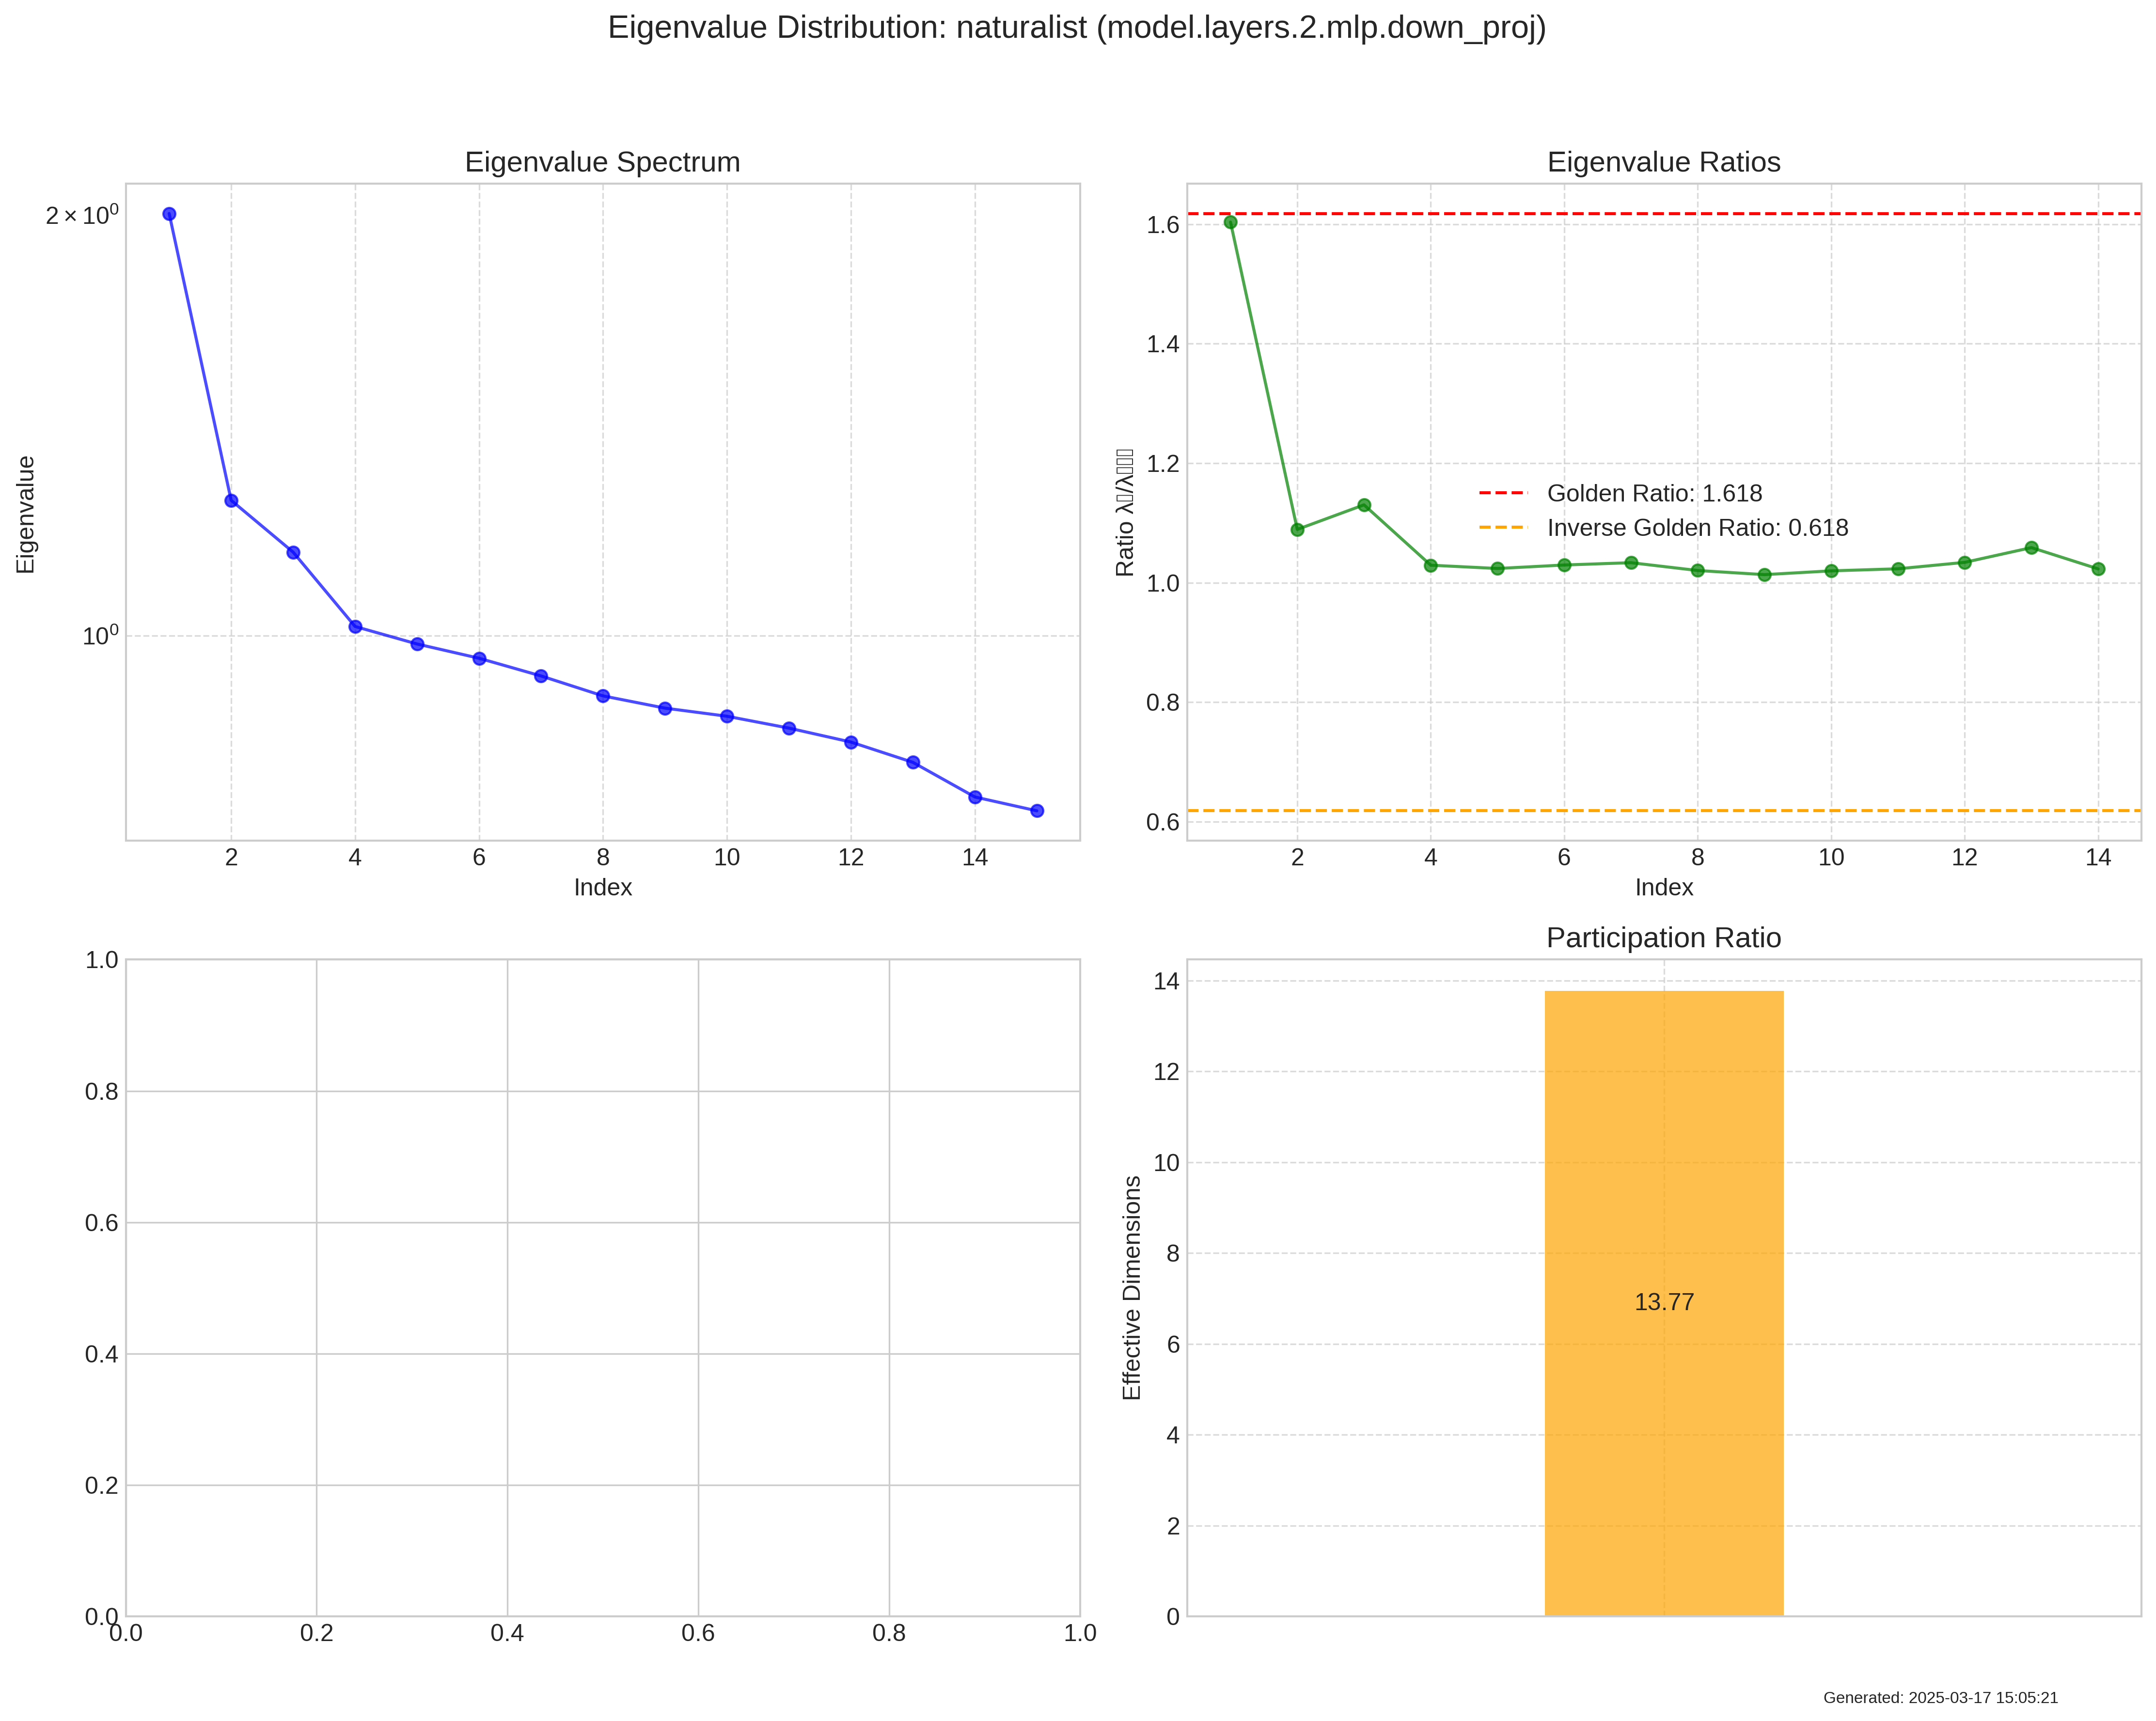 Eigenvalue Distribution: naturalist (model.layers.2.mlp.down_proj)
Eigenvalue Spectrum
2 × 10⁰
10⁰
Eigenvalue
2 4 6 8 10 12 14
Index
Eigenvalue Ratios
1.6
1.4
1.2
1.0
0.8
0.6
Ratio λ▯/λ▯▯▯
Golden Ratio: 1.618
Inverse Golden Ratio: 0.618
2 4 6 8 10 12 14
Index
1.0
0.8
0.6
0.4
0.2
0.0
0.0 0.2 0.4 0.6 0.8 1.0
Participation Ratio
14
12
10
8
6
4
2
0
Effective Dimensions
13.77
Generated: 2025-03-17 15:05:21